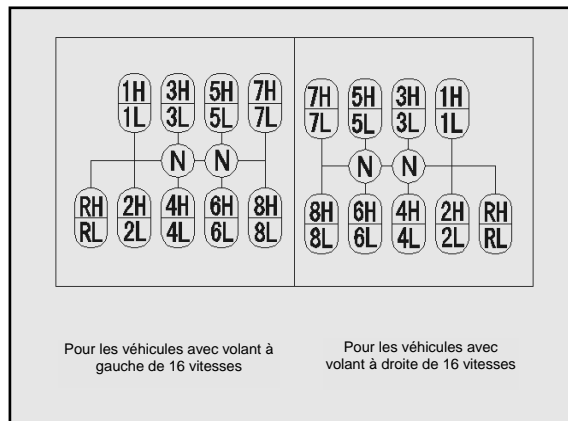 1H 3H 5H 7H
1L 3L 5L 7L
N N
RH 2H 4H 6H 8H
RL 2L 4L 6L 8L
7H 5H 3H 1H
7L 5L 3L 1L
N N
8H 6H 4H 2H RH
8L 6L 4L 2L RL
Pour les véhicules avec volant à
gauche de 16 vitesses
Pour les véhicules avec
volant à droite de 16 vitesses